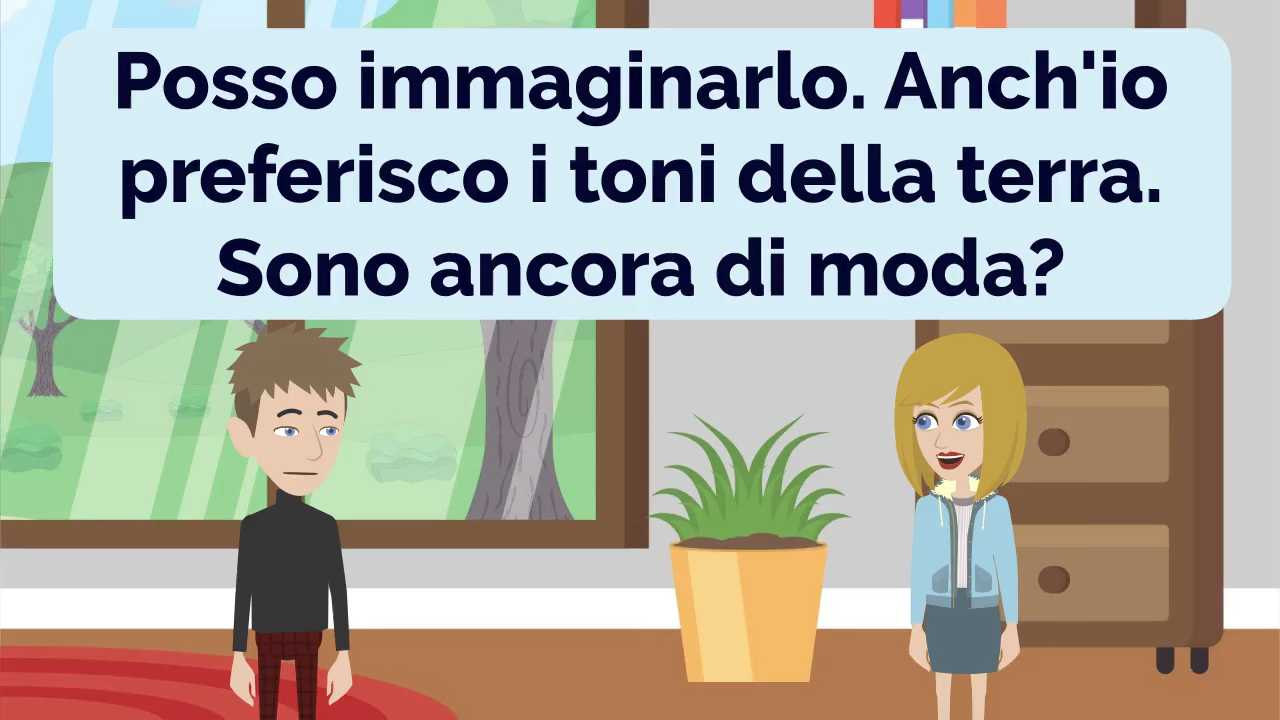 Posso immaginarlo. Anch'io
preferisco i toni della terra.
Sono ancora di moda?